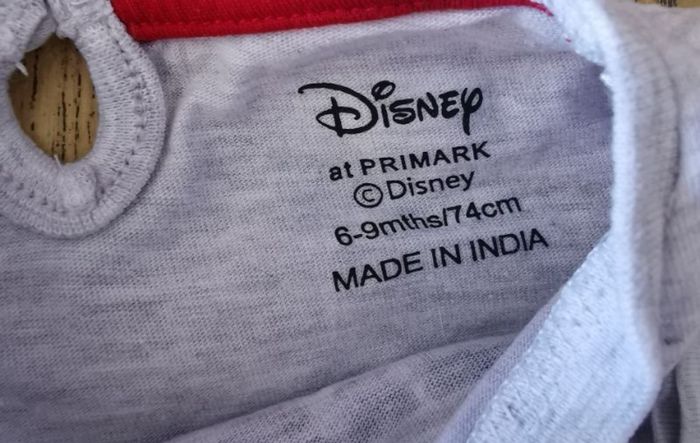 Disney
at PRIMARK
©Disney
6-9mths/74cm
MADE IN INDIA